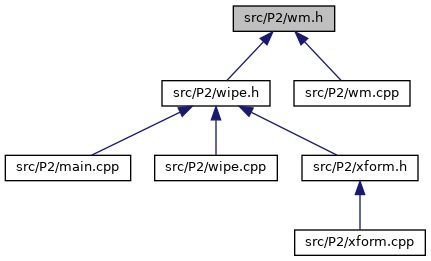 src/P2/wm.h
src/P2/wipe.h
src/P2/wm.cpp
src/P2/main.cpp
src/P2/wipe.cpp
src/P2/xform.h
src/P2/xform.cpp